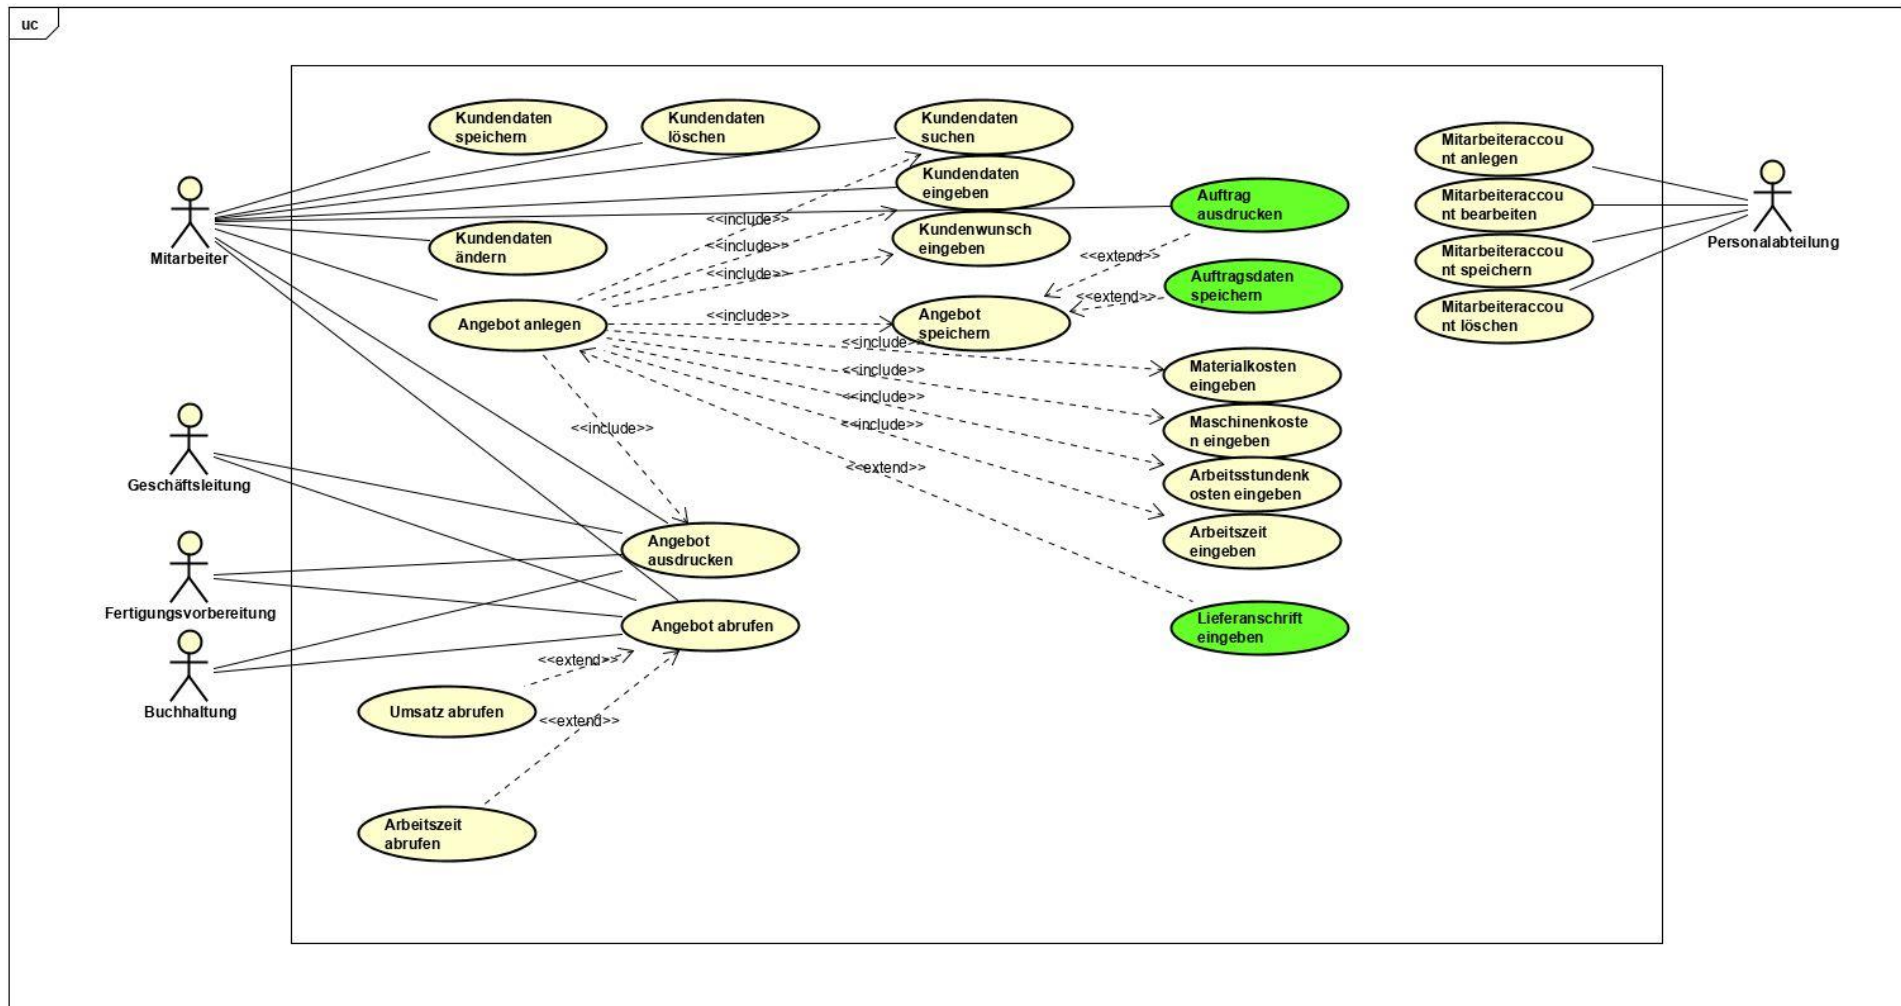 uc
Kundendaten
speichern
Kundendaten
löschen
Kundendaten
suchen
Mitarbeiteraccou
nt anlegen
Kundendaten
eingeben
Auftrag
ausdrucken
Mitarbeiteraccou
nt bearbeiten
<<include>>
Kundenwunsch
eingeben
Kundendaten
ändern
<<include>>
<<include>>
Mitarbeiter
Personalabteilung
<<extend>>
Mitarbeiteraccou
nt speichern
Auftragsdaten
speichern
<<extend>>
Mitarbeiteraccou
nt löschen
Angebot anlegen
<<include>>
Angebot
speichern
<<include>>
Materialkosten
eingeben
<<include>>
<<include>>
Maschinenkoste
n eingeben
<<include>>
<<include>>
<<extend>>
Arbeitsstundenk
osten eingeben
Geschäftsleitung
Arbeitszeit
eingeben
Angebot
ausdrucken
Fertigungsvorbereitung
Angebot abrufen
Lieferanschrift
eingeben
<<extend>>
Buchhaltung
Umsatz abrufen
<<extend>>
Arbeitszeit
abrufen